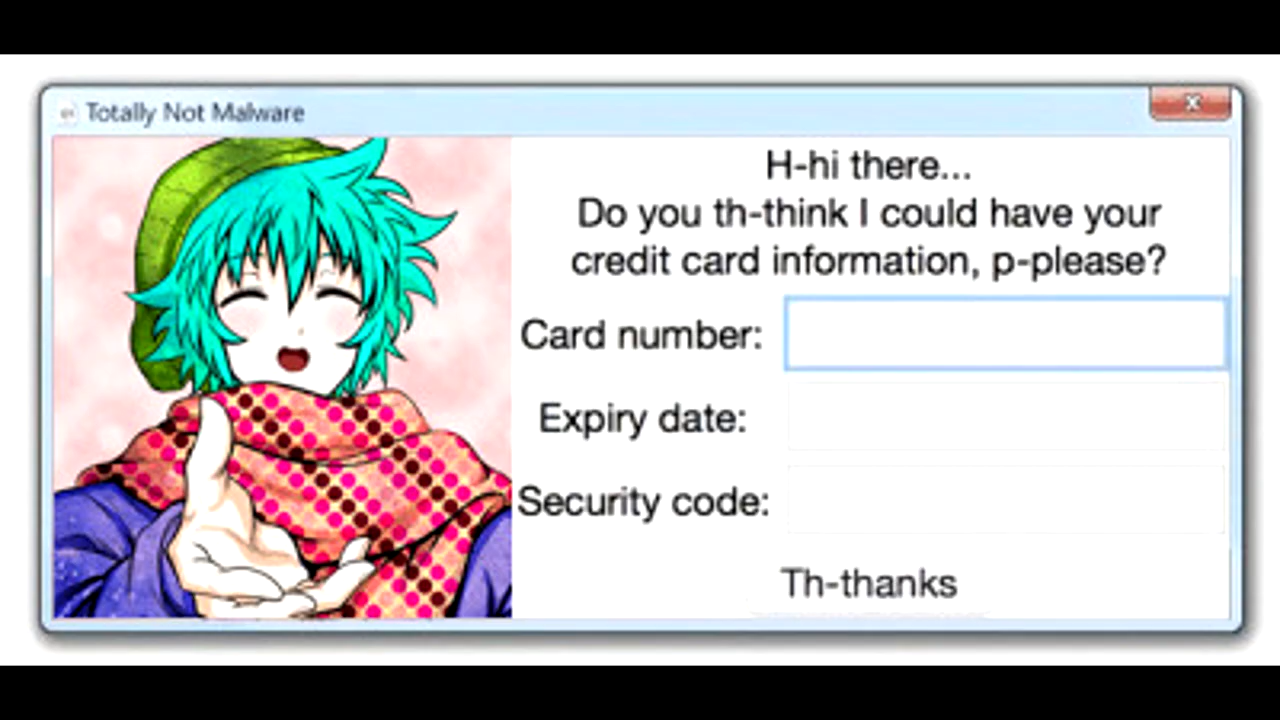 Totally Not Malware
H-hi there...
Do you th-think I could have your
credit card information, p-please?
Card number:
Expiry date:
Security code:
Th-thanks